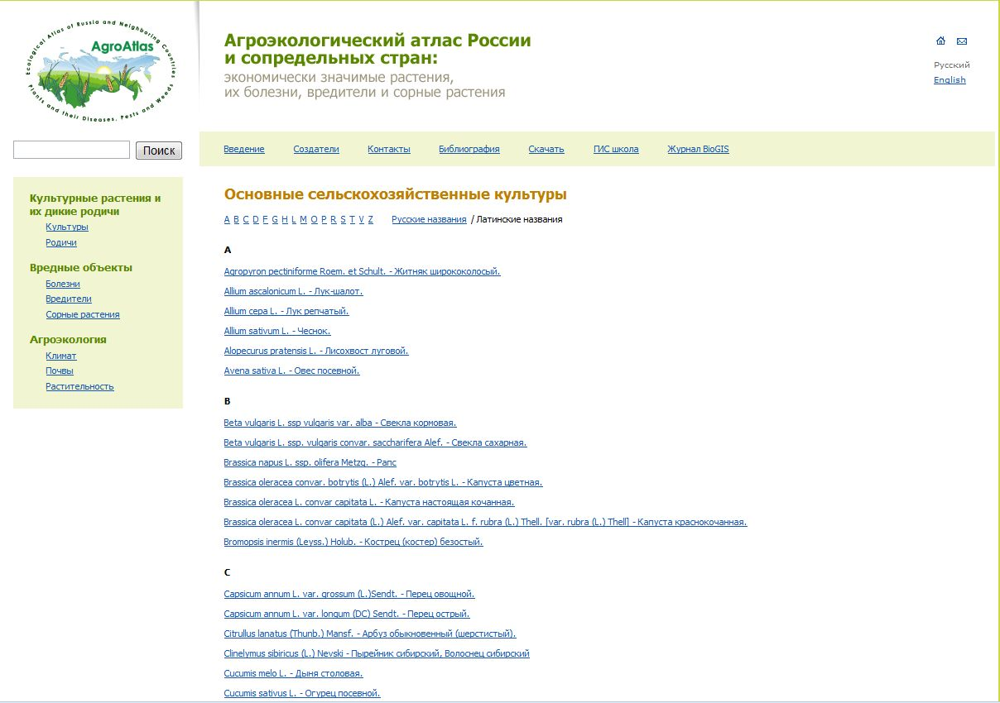 Ecological Atlas of Russia and Neighboring Countries
AgroAtlas
Plants and their Diseases, Pests and Weeds
Агроэкологический атлас России
и сопредельных стран:
экономически значимые растения,
их болезни, вредители и сорные растения
Русский
English
Поиск
Введение Создатели Контакты Библиография Скачать ГИС школа Журнал BioGIS
Культурные растения и
их дикие родичи
Культуры
Родичи
Вредные объекты
Болезни
Вредители
Сорные растения
Агроэкология
Климат
Почвы
Растительность
Основные сельскохозяйственные культуры
A B C D F G H L M O P R S T V Z Русские названия / Латинские названия
A
Agropyron pectiniforme Roem. et Schult. - Житняк ширококолосый.
Allium ascalonicum L. - Лук-шалот.
Allium cepa L. - Лук репчатый.
Allium sativum L. - Чеснок.
Alopecurus pratensis L. - Лисохвост луговой.
Avena sativa L. - Овес посевной.
B
Beta vulgaris L. ssp vulgaris var. alba - Свекла кормовая.
Beta vulgaris L. ssp. vulgaris convar. saccharifera Alef. - Свекла сахарная.
Brassica napus L. ssp. olifera Metzg. - Рапс
Brassica oleracea convar. botrytis (L.) Alef. var. botrytis L. - Капуста цветная.
Brassica oleracea L. convar capitata L. - Капуста настоящая кочанная.
Brassica oleracea L. convar capitata (L.) Alef. var. capitata L. f. rubra (L.) Thell. [var. rubra (L.) Thell] - Капуста краснокочанная.
Bromopsis inermis (Leyss.) Holub. - Кострец (костер) безостый.
C
Capsicum annum L. var. grossum (L.)Sendt. - Перец овощной.
Capsicum annum L. var. longum (DC) Sendt. - Перец острый.
Citrullus lanatus (Thunb.) Mansf. - Арбуз обыкновенный (шерстистый).
Clinelymus sibiricus (L.) Nevski - Пырейник сибирский, Волоснец сибирский
Cucumis melo L. - Дыня столовая.
Cucumis sativus L. - Огурец посевной.